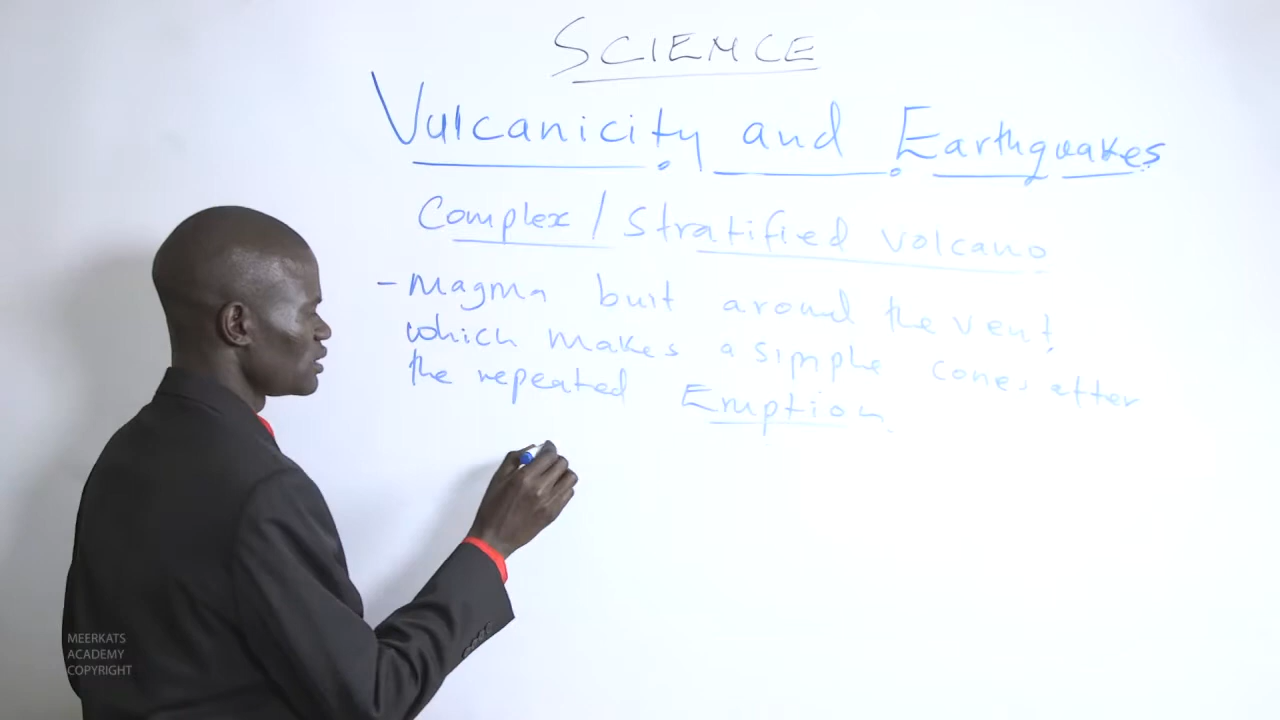 SCIENCE
Vulcanicity and Earthquakes
Complex / Stratified volcano
- Magma buit around the vent,
which makes a simple cones after
the repeated Eruption.
MEERKATS
ACADEMY
COPYRIGHT